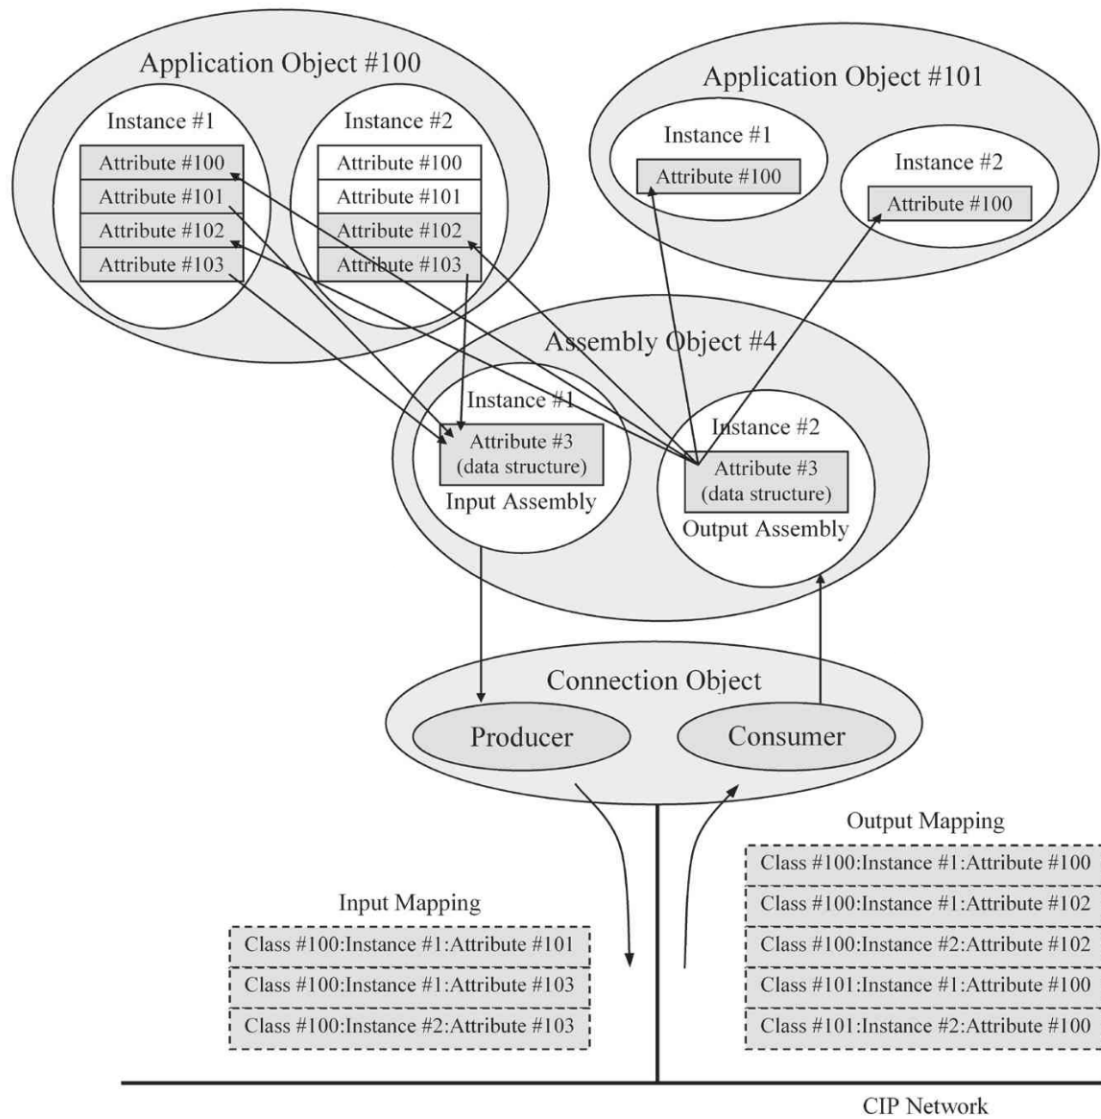 Application Object #100
Instance #1
Attribute #100
Attribute #101
Attribute #102
Attribute #103
Instance #2
Attribute #100
Attribute #101
Attribute #102
Attribute #103
Application Object #101
Instance #1
Attribute #100
Instance #2
Attribute #100
Assembly Object #4
Instance #1
Attribute #3
(data structure)
Input Assembly
Instance #2
Attribute #3
(data structure)
Output Assembly
Connection Object
Producer
Consumer
Input Mapping
Class #100:Instance #1:Attribute #101
Class #100:Instance #1:Attribute #103
Class #100:Instance #2:Attribute #103
Output Mapping
Class #100:Instance #1:Attribute #100
Class #100:Instance #1:Attribute #102
Class #100:Instance #2:Attribute #102
Class #101:Instance #1:Attribute #100
Class #101:Instance #2:Attribute #100
CIP Network